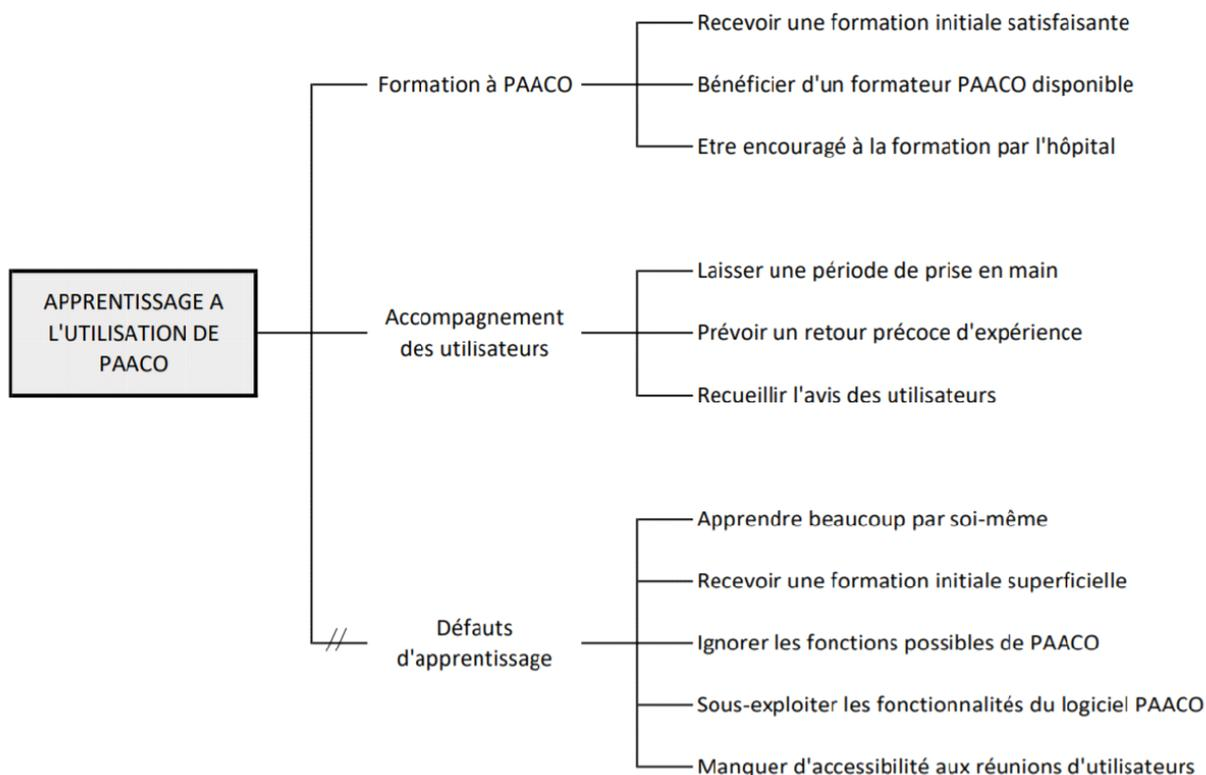 Recevoir une formation initiale satisfaisante
Formation à PAACO
Bénéficier d'un formateur PAACO disponible
Etre encouragé à la formation par l'hôpital
APPRENTISSAGE A
L'UTILISATION DE
PAACO
Accompagnement
des utilisateurs
Laisser une période de prise en main
Prévoir un retour précoce d'expérience
Recueillir l'avis des utilisateurs
Défauts
d'apprentissage
Apprendre beaucoup par soi-même
Recevoir une formation initiale superficielle
Ignorer les fonctions possibles de PAACO
Sous-exploiter les fonctionnalités du logiciel PAACO
Manquer d'accessibilité aux réunions d'utilisateurs